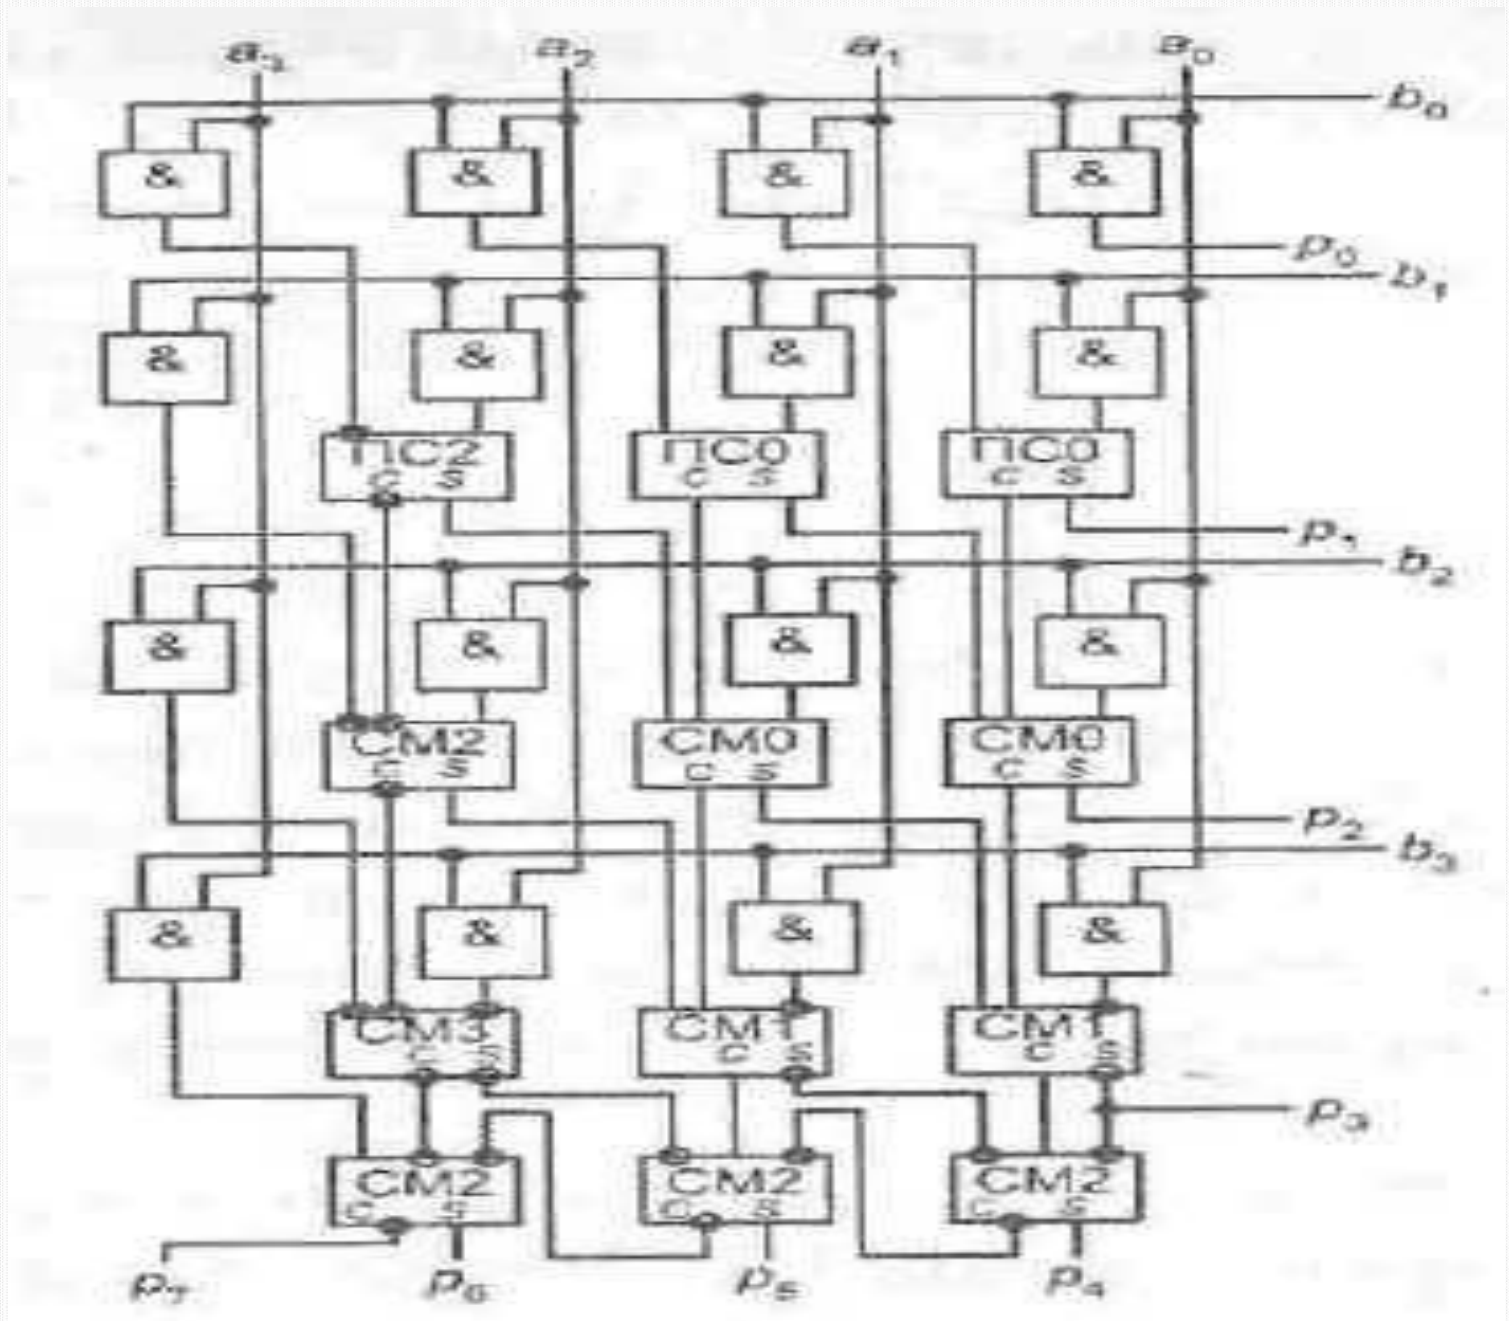 a₃ a₂ a₁ a₀
b₀
& & & &
p₀
b₁
& & & &
ПС2 ПС0 ПС0
C S C S C S
p₁
b₂
& & & &
СМ2 СМ0 СМ0
C S C S C S
p₂
b₃
& & & &
СМ3 СМ1 СМ1
C S C S C S
p₃
СМ2 СМ2 СМ2
C S C S C S
p₇ p₆ p₅ p₄